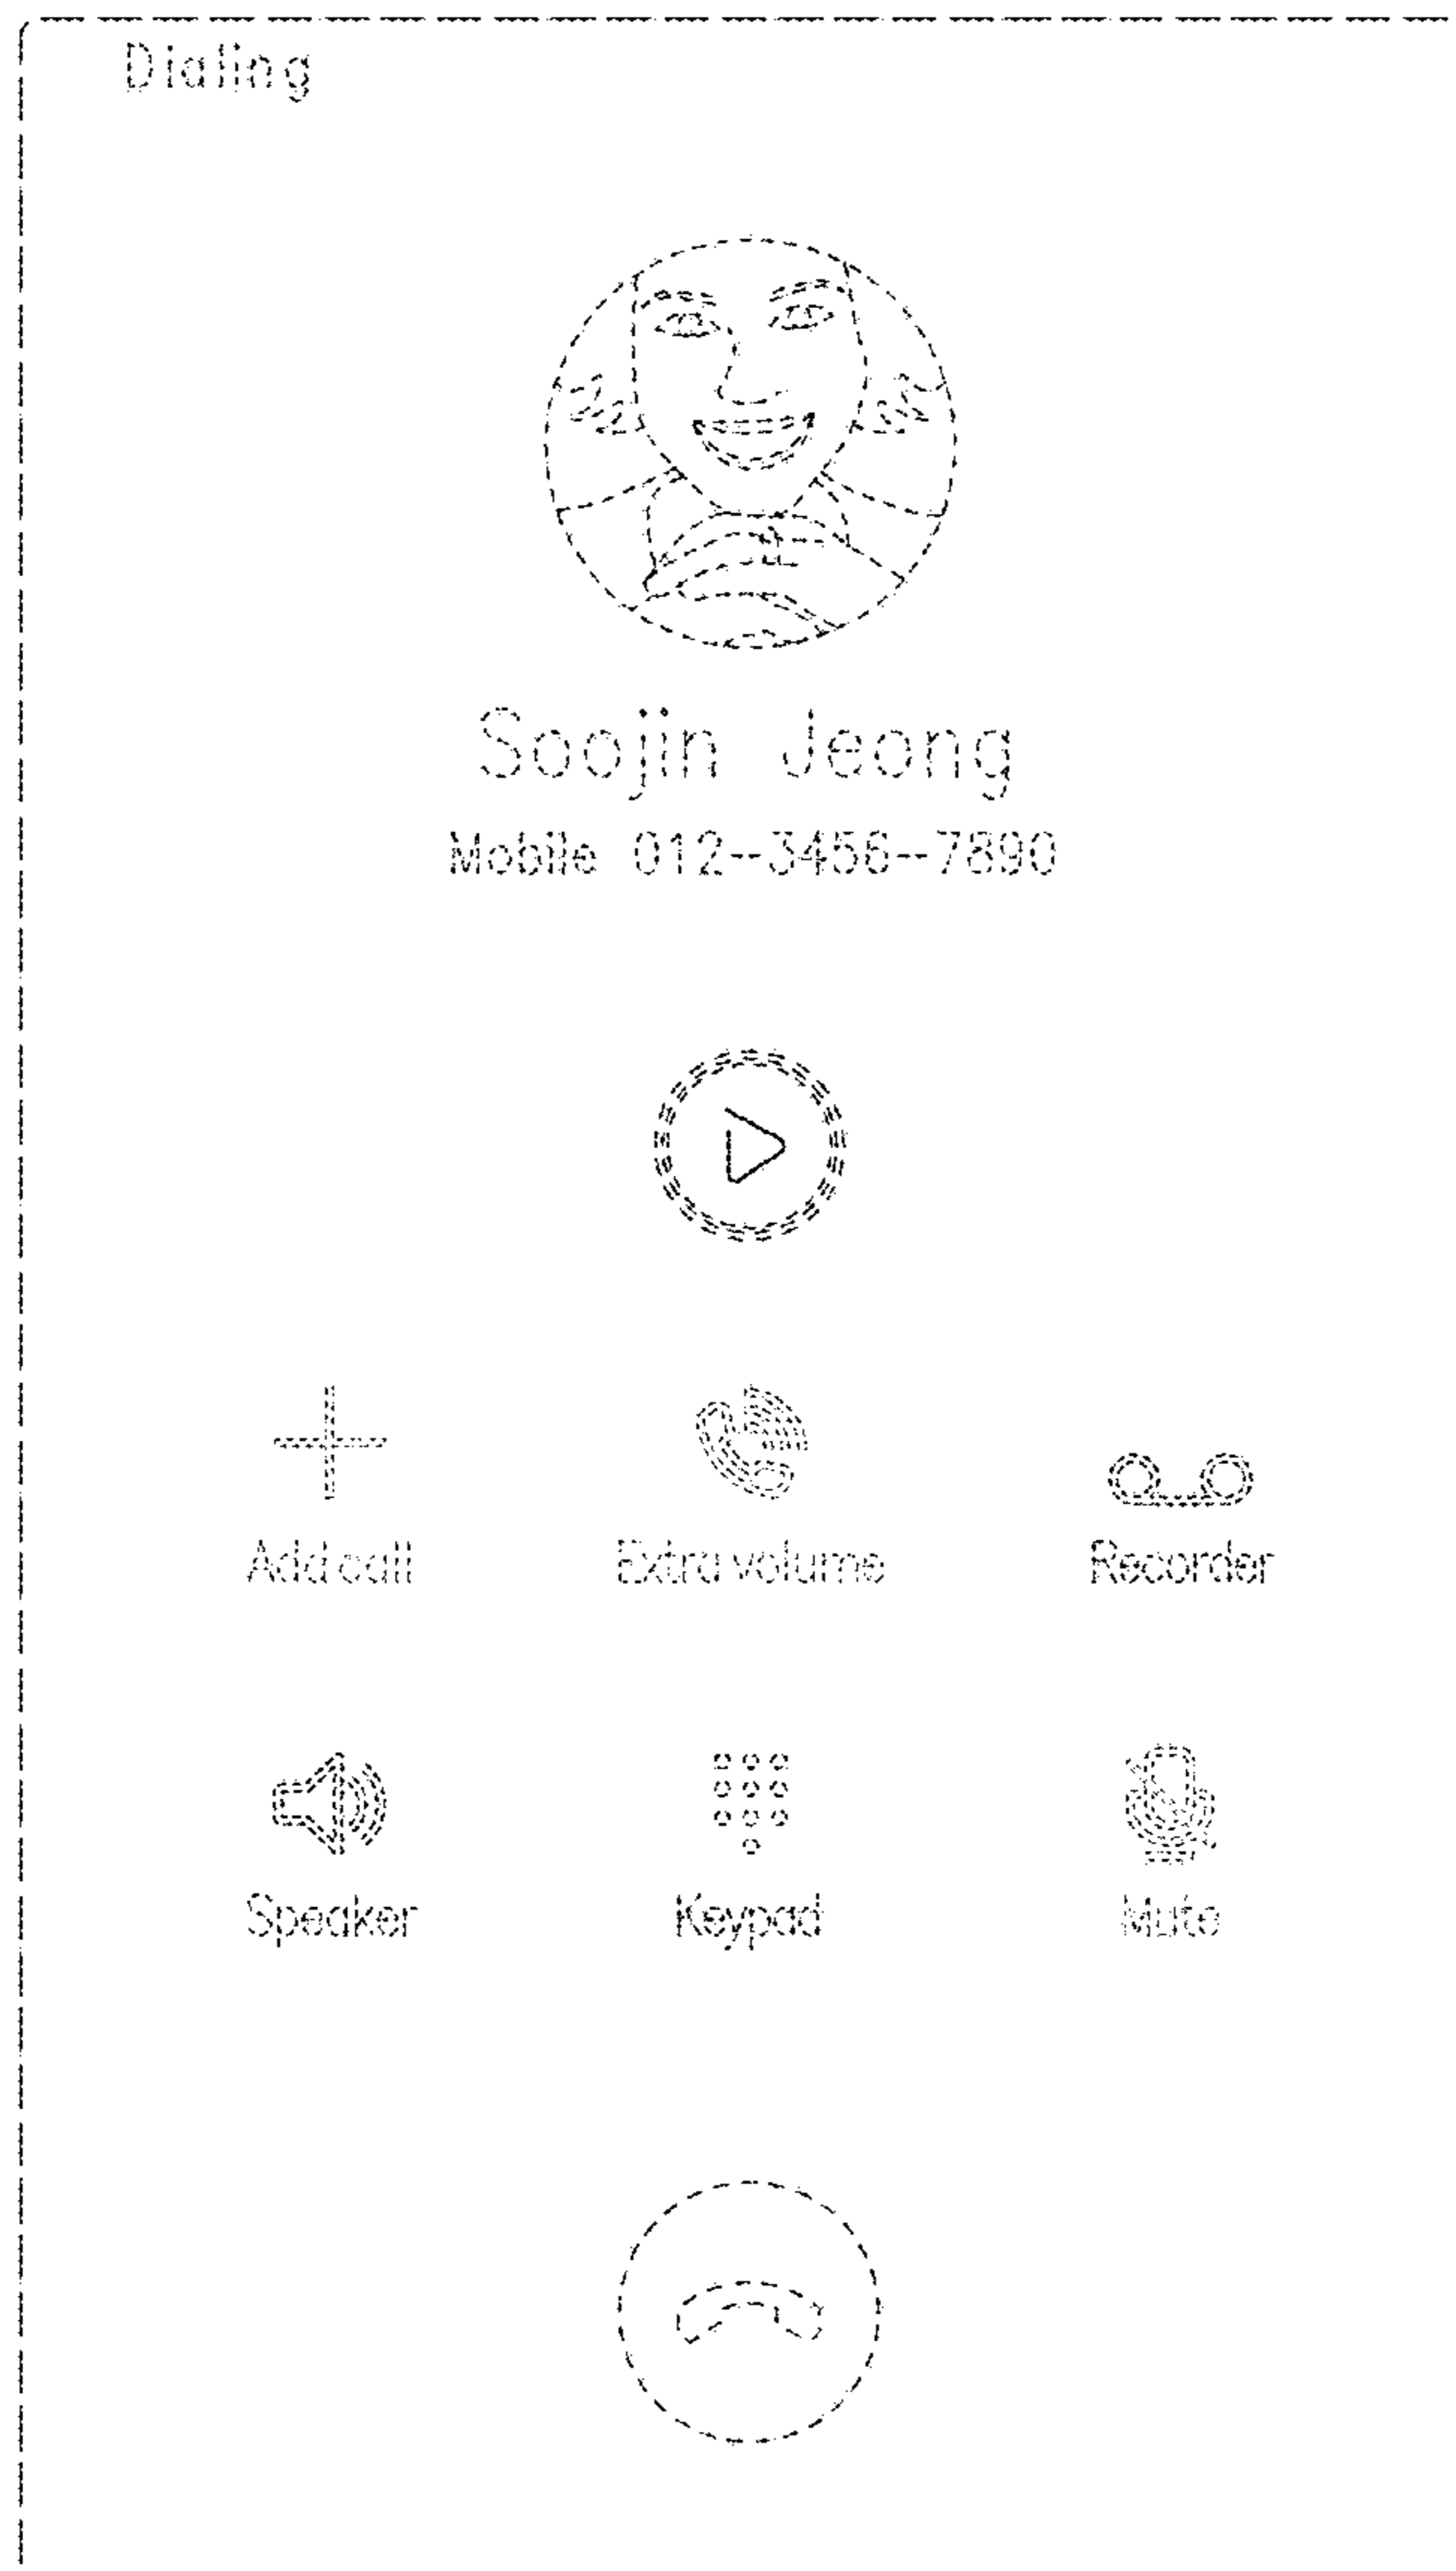 Dialing
Soojin Jeong
Mobile 012--3456--7890
Add call Extra volume Recorder
Speaker Keypad Mute